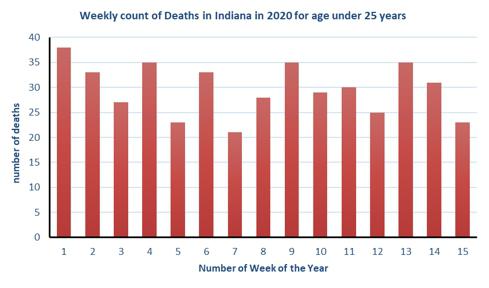 Weekly count of Deaths in Indiana in 2020 for age under 25 years
number of deaths
40
35
30
25
20
15
10
5
0
1 2 3 4 5 6 7 8 9 10 11 12 13 14 15
Number of Week of the Year